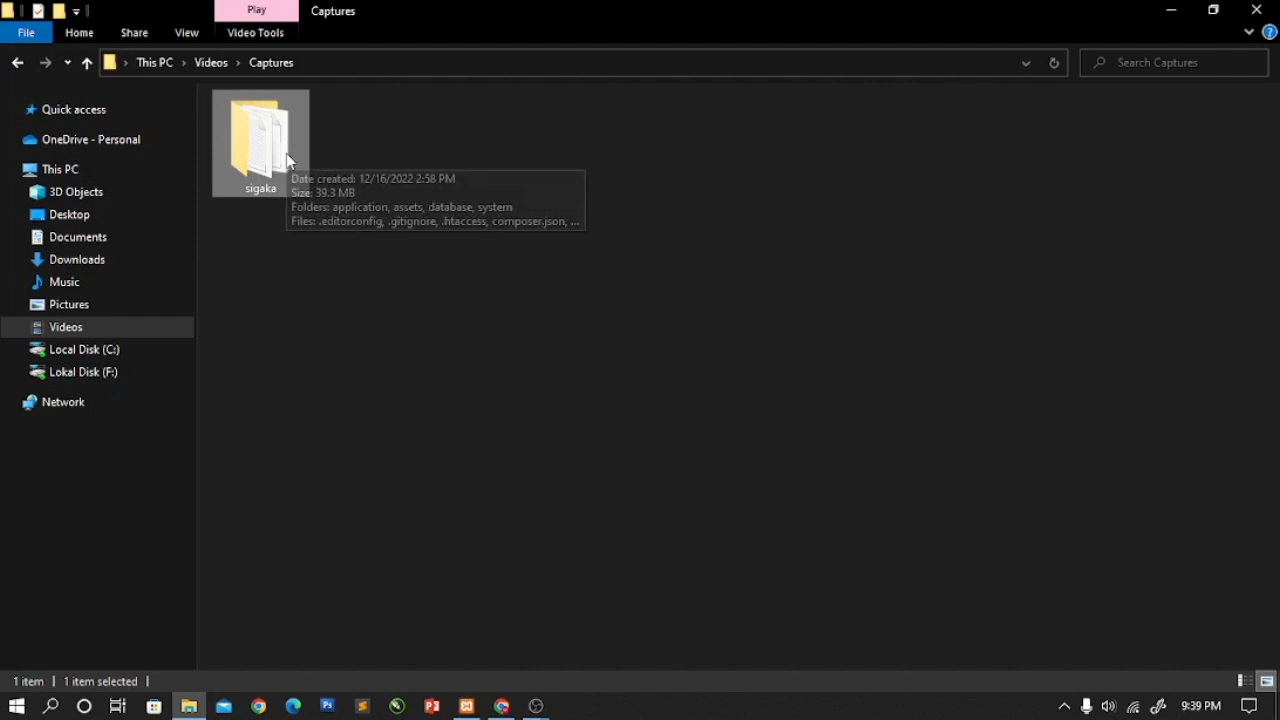 Play
Captures
File
Home
Share
View
Video Tools
This PC
Videos
Captures
Search Captures
Quick access
OneDrive - Personal
This PC
3D Objects
Desktop
Documents
Downloads
Music
Pictures
Videos
Local Disk (C:)
Lokal Disk (F:)
Network
sigaka
Date created: 12/16/2022 2:58 PM
Size: 39.3 MB
Folders: application, assets, database, system
Files: .editorconfig, .gitignore, .htaccess, composer.json, ...
1 item
1 item selected
Ps
P
9:39 PM